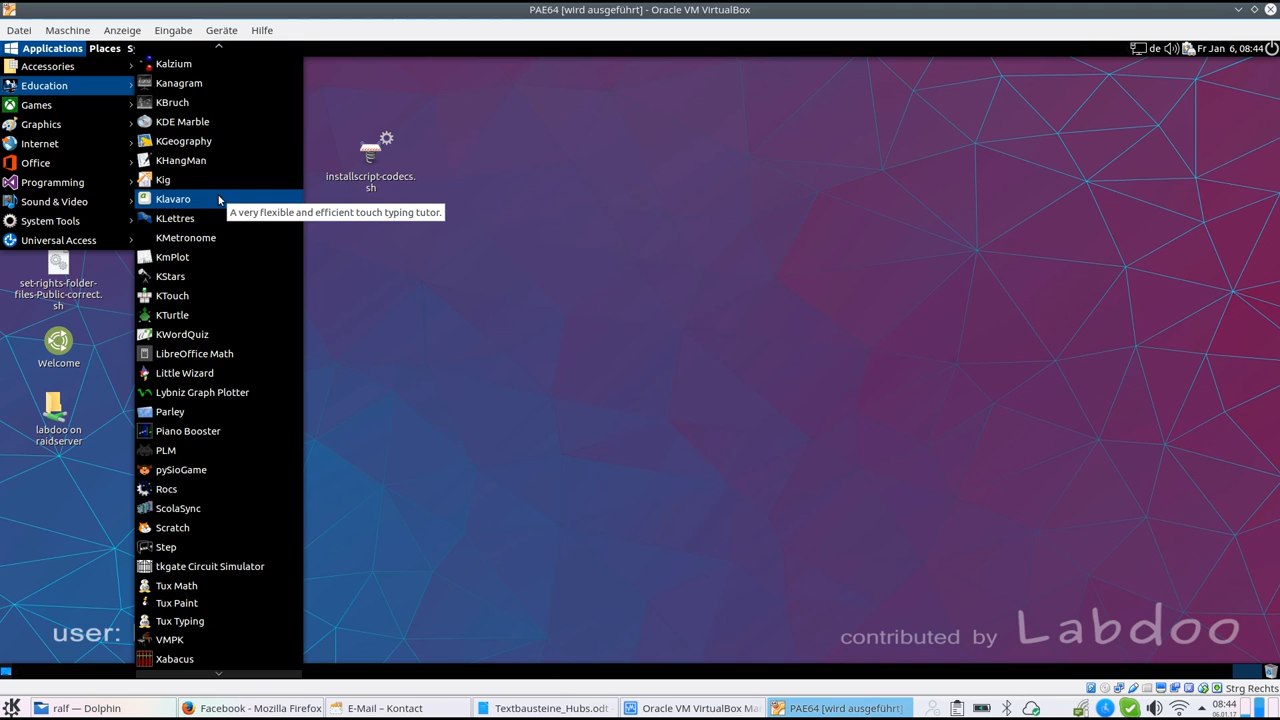 PAE64 [wird ausgeführt] - Oracle VM VirtualBox
Datei Maschine Anzeige Eingabe Geräte Hilfe
Applications Places S
de Fr Jan 6, 08:44
Accessories
Education
Games
Graphics
Internet
Office
Programming
Sound & Video
System Tools
Universal Access
Kalzium
Kanagram
KBruch
KDE Marble
KGeography
KHangMan
Kig
Klavaro
KLettres
KMetronome
KmPlot
KStars
KTouch
KTurtle
KWordQuiz
LibreOffice Math
Little Wizard
Lybniz Graph Plotter
Parley
Piano Booster
PLM
pySioGame
Rocs
ScolaSync
Scratch
Step
tkgate Circuit Simulator
Tux Math
Tux Paint
Tux Typing
VMPK
Xabacus
A very flexible and efficient touch typing tutor.
installscript-codecs.
sh
set-rights-folder-
files-Public-correct.
sh
Welcome
labdoo on
raidserver
user:
contributed by Labdoo
Strg Rechts
ralf — Dolphin
Facebook - Mozilla Firefox
E-Mail – Kontact
Textbausteine_Hubs.odt
Oracle VM VirtualBox Ma
PAE64 [wird ausgeführt]
08:44
06.01.17